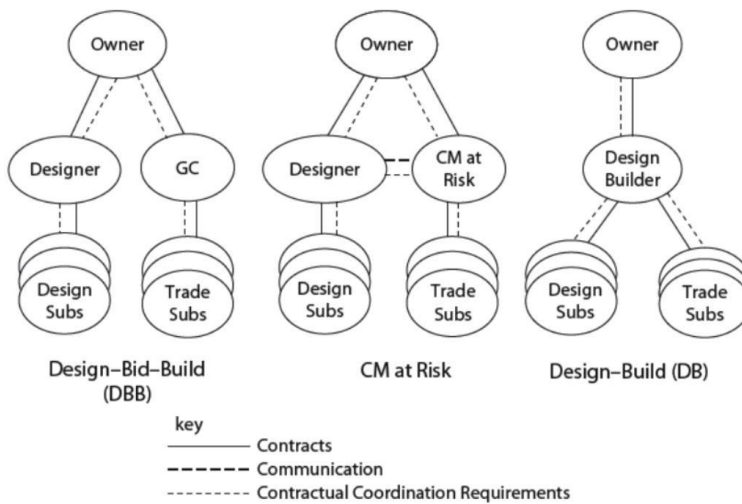 Owner
Designer
GC
Design
Subs
Trade
Subs
Design–Bid–Build
(DBB)
Owner
Designer
CM at
Risk
Design
Subs
Trade
Subs
CM at Risk
Owner
Design
Builder
Design
Subs
Trade
Subs
Design–Build (DB)
key
Contracts
Communication
Contractual Coordination Requirements